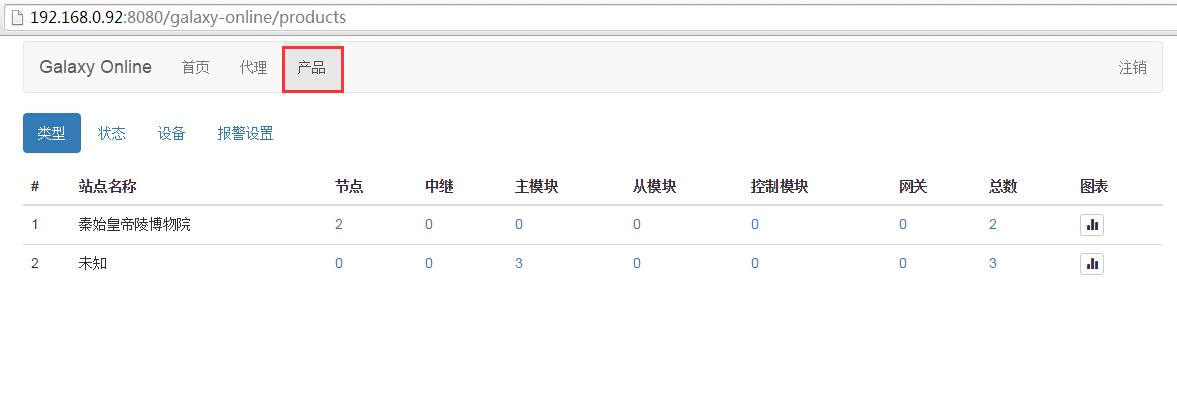 192.168.0.92:8080/galaxy-online/products
Galaxy Online 首页 代理 产品 注销
类型 状态 设备 报警设置
# 站点名称 节点 中继 主模块 从模块 控制模块 网关 总数 图表
1 秦始皇帝陵博物院 2 0 0 0 0 0 2
2 未知 0 0 3 0 0 0 3